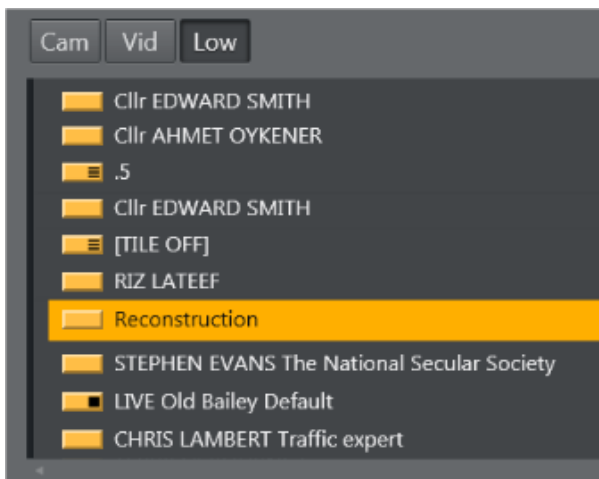 Cam Vid Low
Cllr EDWARD SMITH
Cllr AHMET OYKENER
.5
Cllr EDWARD SMITH
[TILE OFF]
RIZ LATEEF
Reconstruction
STEPHEN EVANS The National Secular Society
LIVE Old Bailey Default
CHRIS LAMBERT Traffic expert